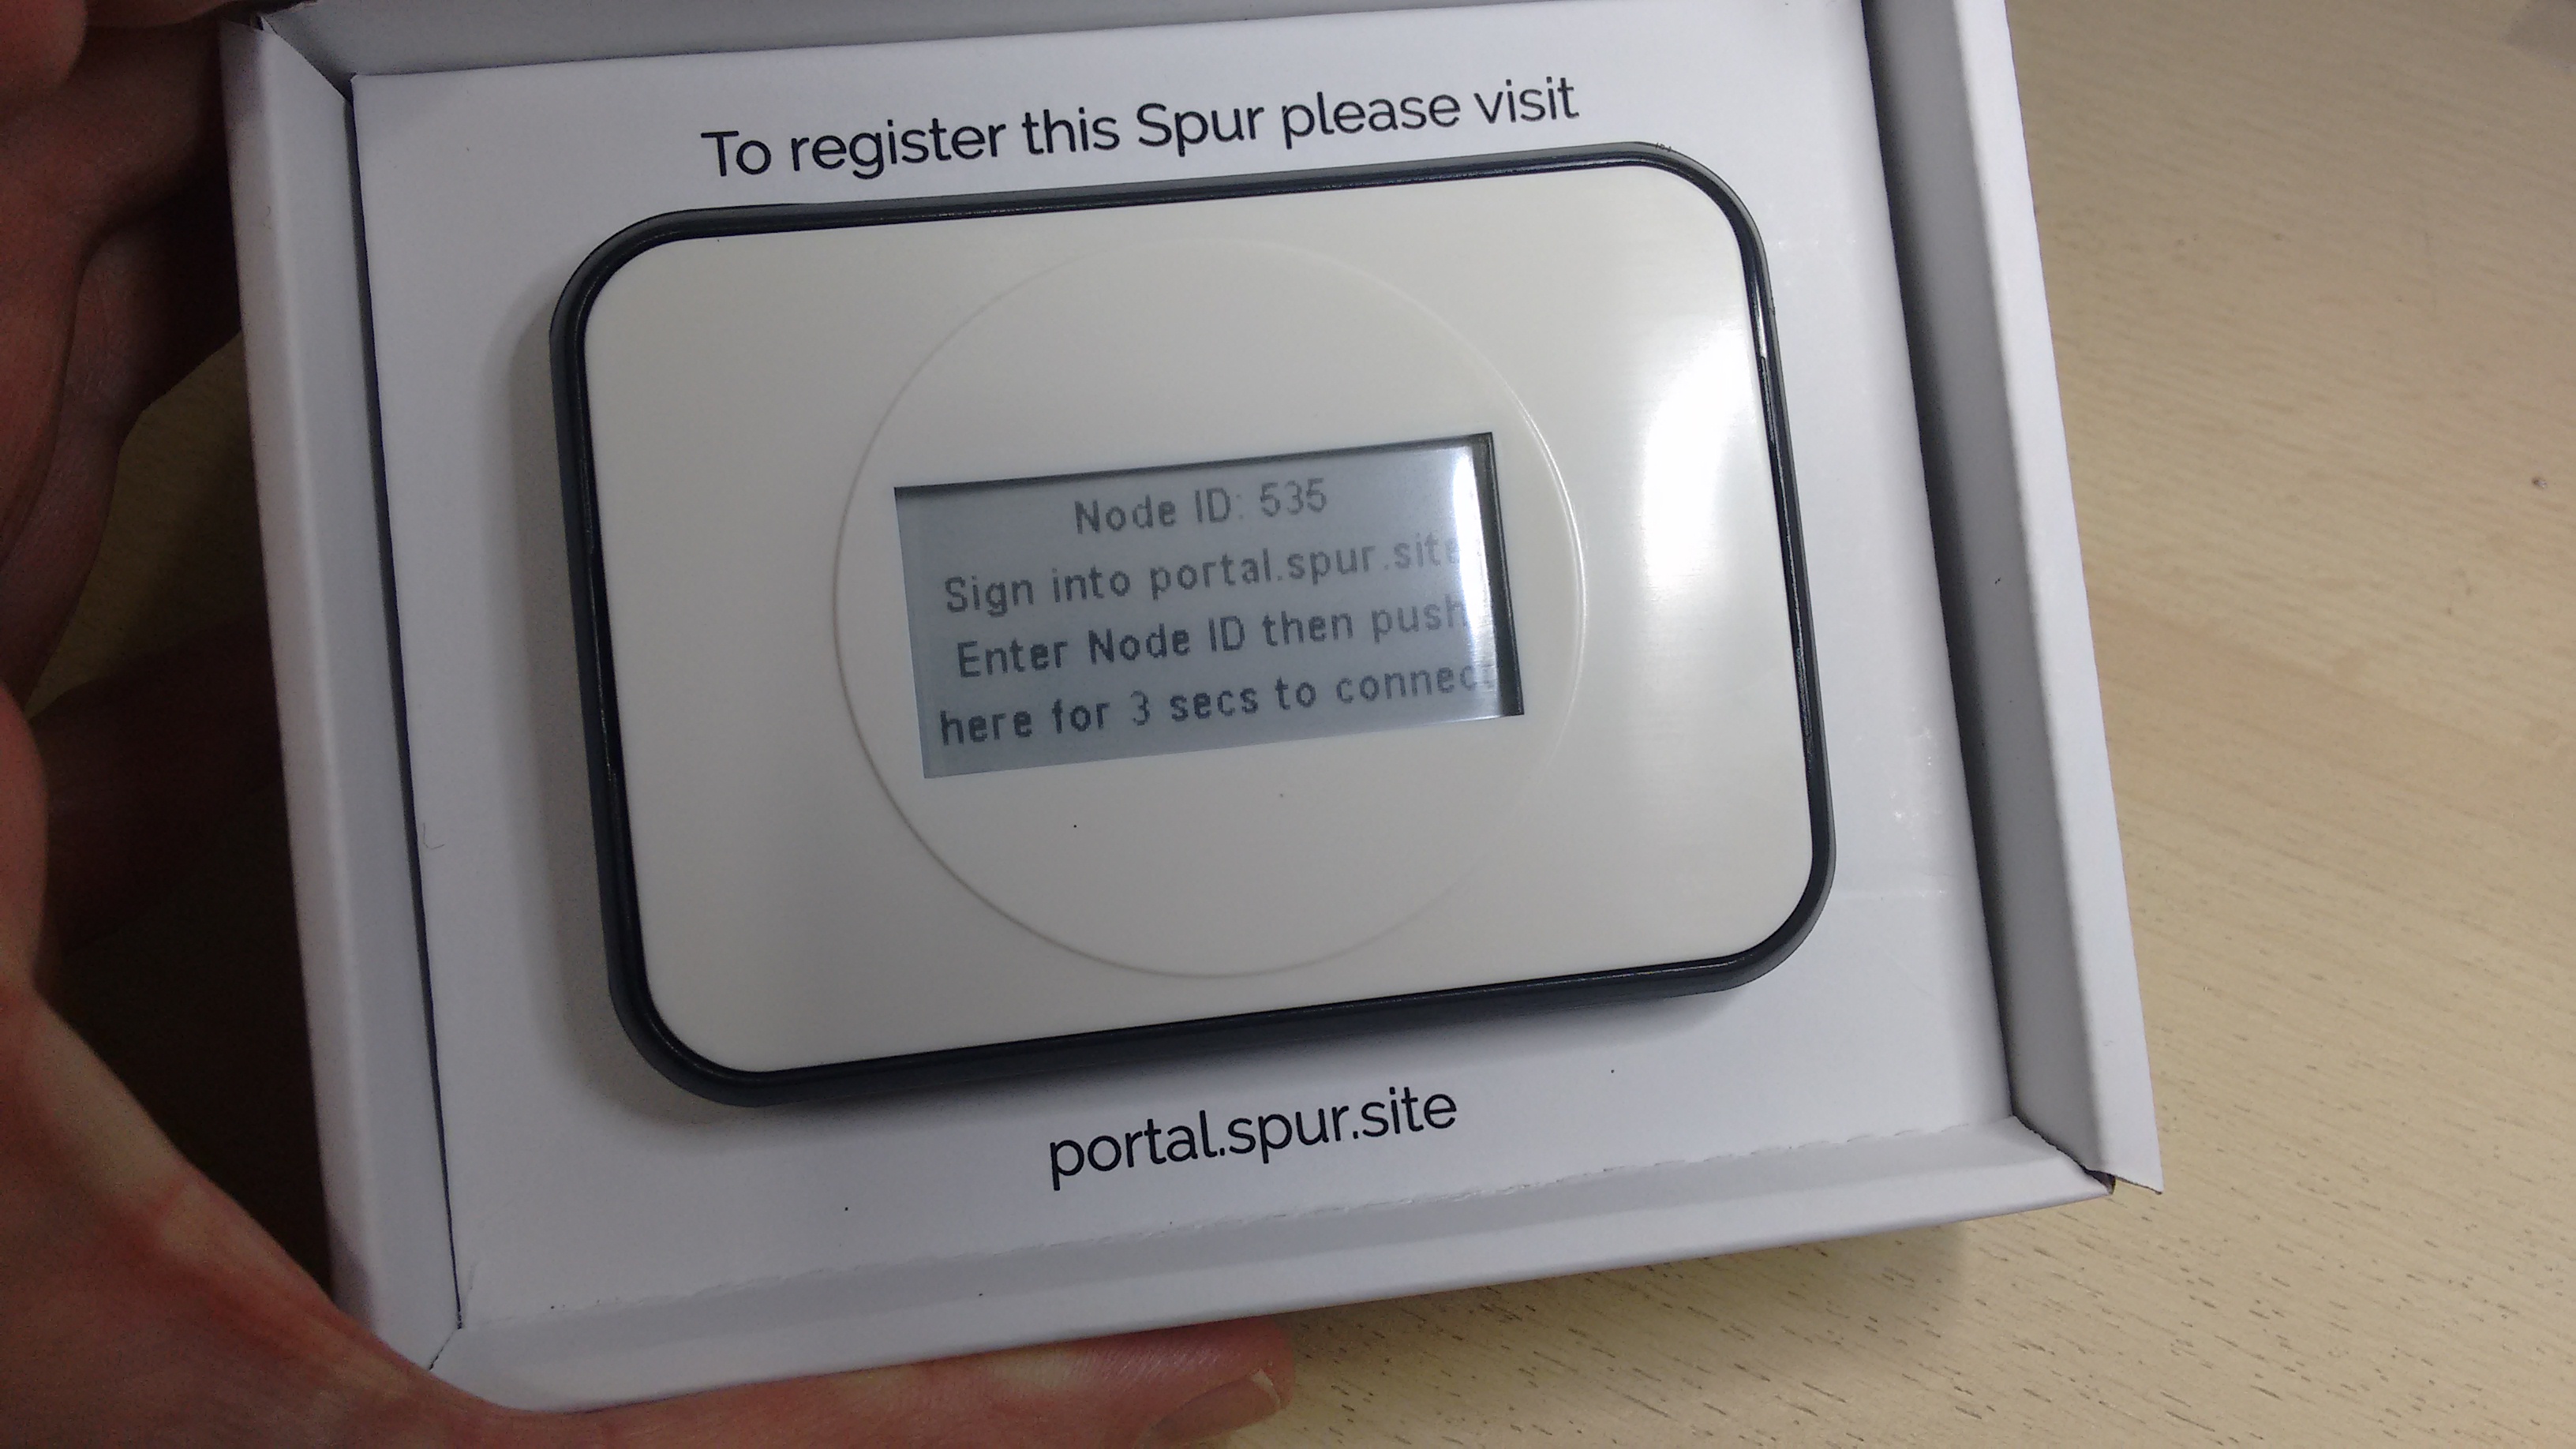 To register this Spur please visit
Node ID: 535
Sign into portal.spur.site
Enter Node ID then push
here for 3 secs to connect
portal.spur.site